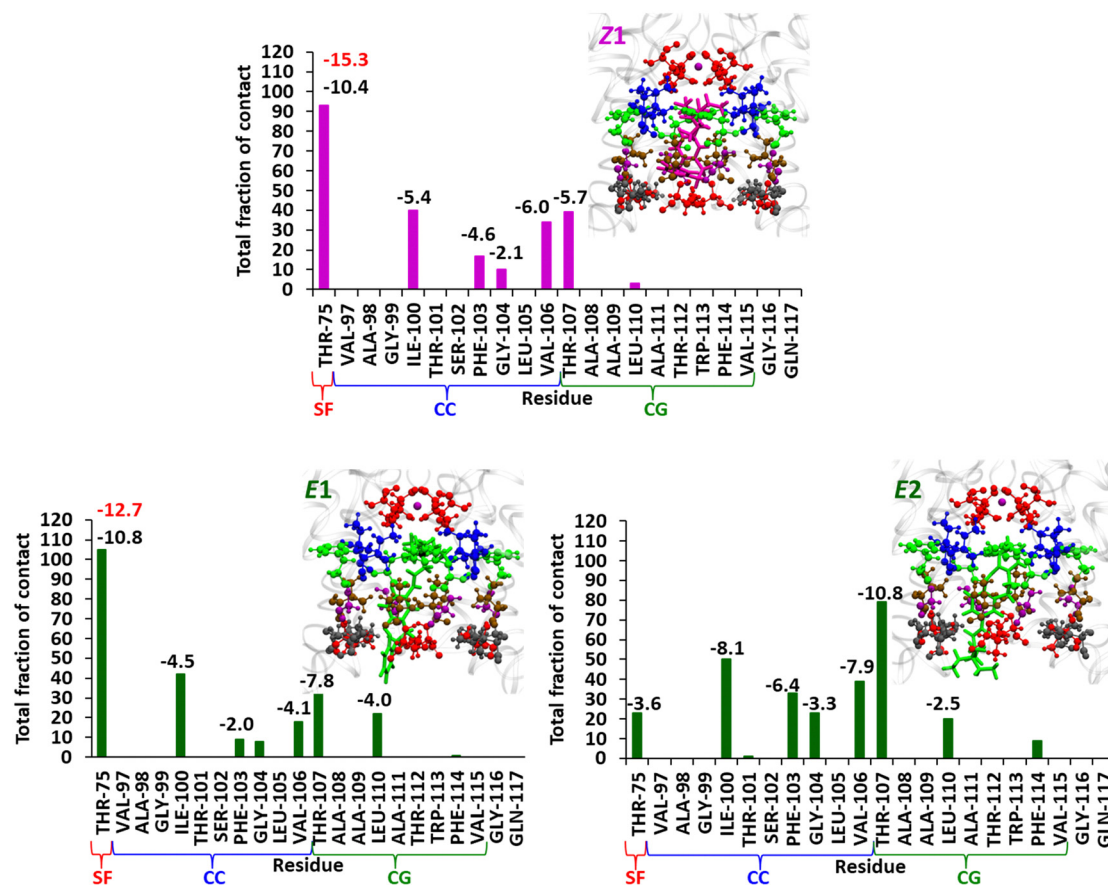 Z1
Total fraction of contact
120
110
100
90
80
70
60
50
40
30
20
10
0
-15.3
-10.4
-5.4
-4.6
-2.1
-6.0
-5.7
THR-75
VAL-97
ALA-98
GLY-99
ILE-100
THR-101
SER-102
PHE-103
GLY-104
LEU-105
VAL-106
THR-107
ALA-108
ALA-109
LEU-110
ALA-111
THR-112
TRP-113
PHE-114
VAL-115
GLY-116
GLN-117
Residue
SF
CC
CG
E1
Total fraction of contact
120
110
100
90
80
70
60
50
40
30
20
10
0
-12.7
-10.8
-4.5
-2.0
-4.1
-7.8
-4.0
THR-75
VAL-97
ALA-98
GLY-99
ILE-100
THR-101
SER-102
PHE-103
GLY-104
LEU-105
VAL-106
THR-107
ALA-108
ALA-109
LEU-110
ALA-111
THR-112
TRP-113
PHE-114
VAL-115
GLY-116
GLN-117
Residue
SF
CC
CG
E2
Total fraction of contact
120
110
100
90
80
70
60
50
40
30
20
10
0
-3.6
-8.1
-6.4
-3.3
-7.9
-10.8
-2.5
THR-75
VAL-97
ALA-98
GLY-99
ILE-100
THR-101
SER-102
PHE-103
GLY-104
LEU-105
VAL-106
THR-107
ALA-108
ALA-109
LEU-110
ALA-111
THR-112
TRP-113
PHE-114
VAL-115
GLY-116
GLN-117
Residue
SF
CC
CG